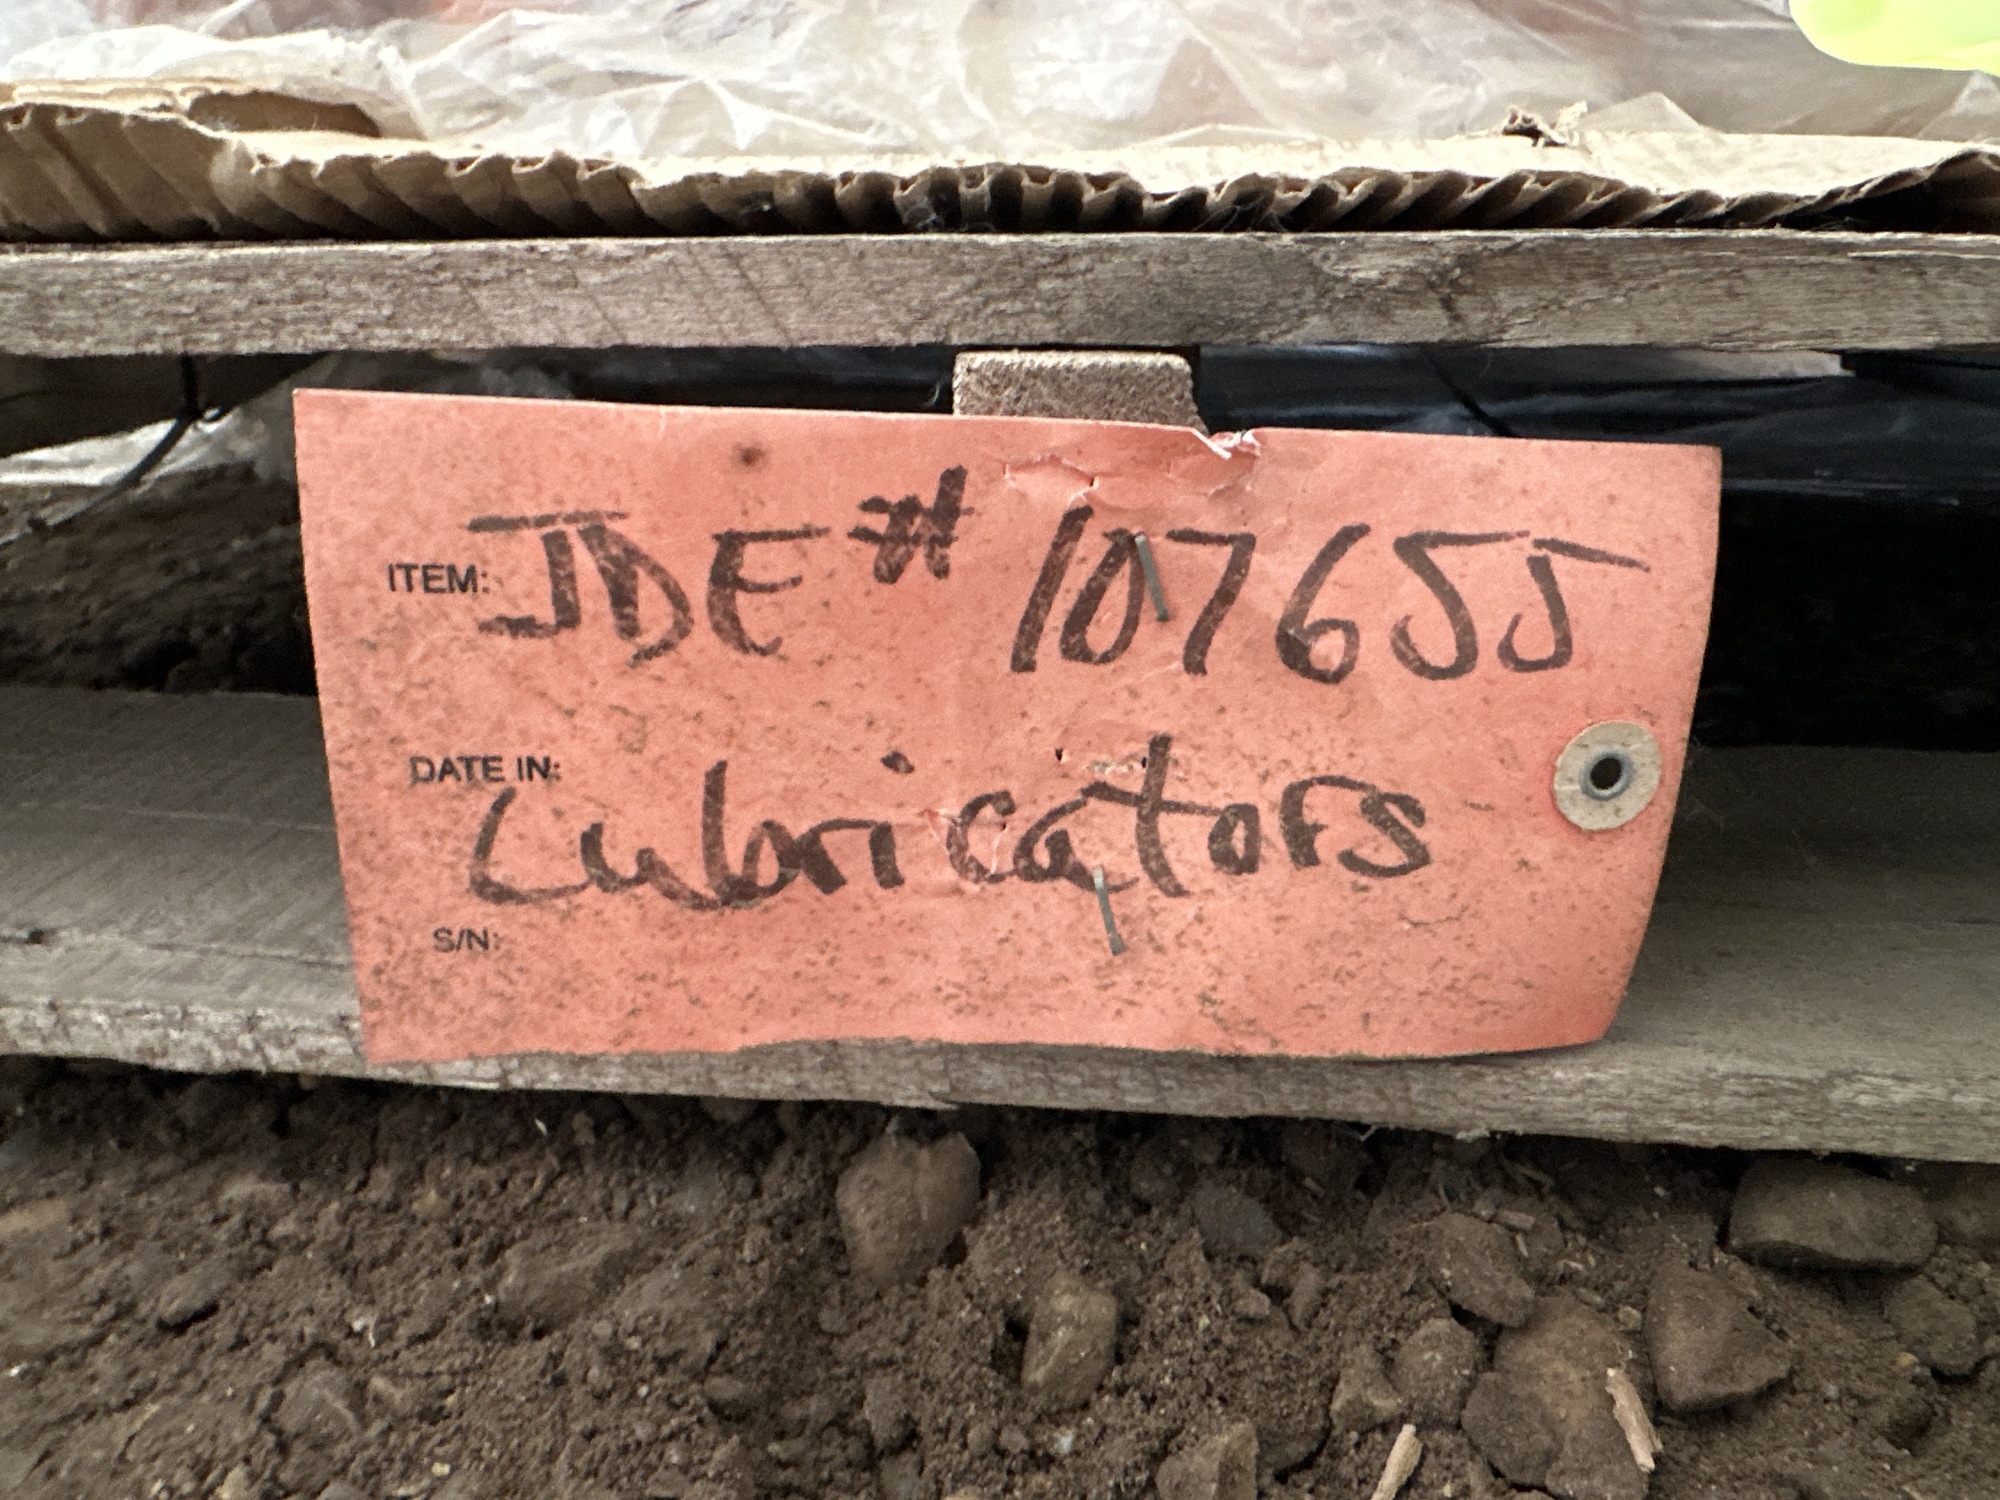 ITEM: JDE # 107655
DATE IN:
Lubricators
S/N: